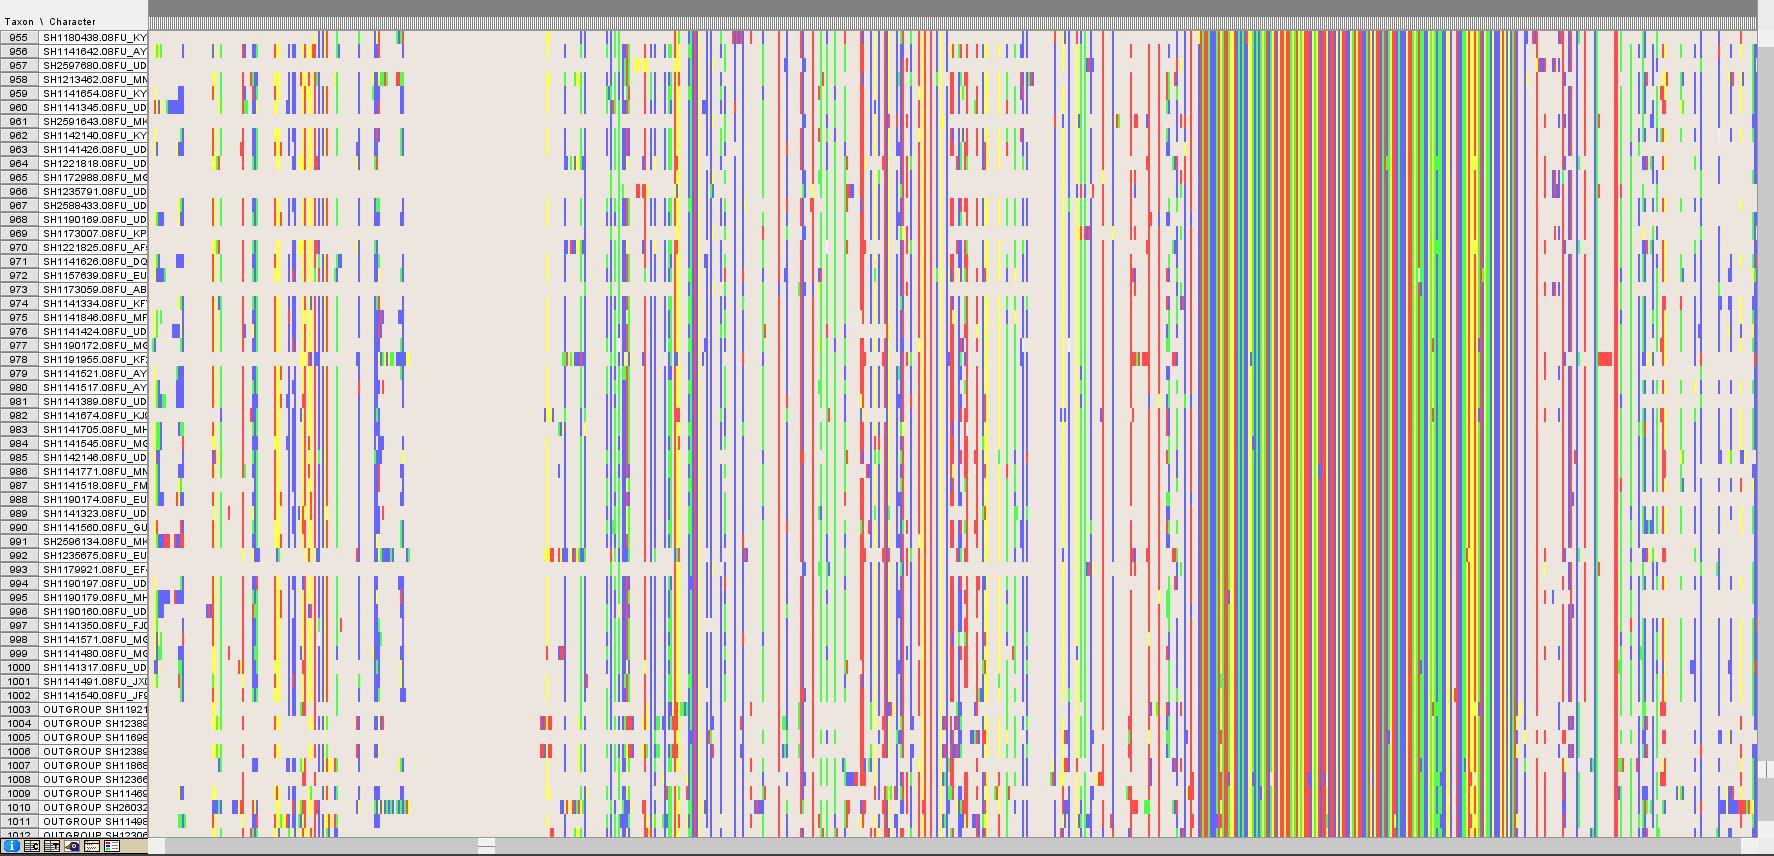 Taxon \ Character
955 SH1180438.08FU_KY
956 SH1141642.08FU_AY
957 SH2597680.08FU_UD
958 SH1213462.08FU_MN
959 SH1141654.08FU_KY
960 SH1141345.08FU_UD
961 SH2591643.08FU_MK
962 SH1142140.08FU_KY
963 SH1141426.08FU_UD
964 SH1221818.08FU_UD
965 SH1172988.08FU_MG
966 SH1235791.08FU_UD
967 SH2588433.08FU_UD
968 SH1190169.08FU_UD
969 SH1173007.08FU_KP
970 SH1221825.08FU_AF
971 SH1141626.08FU_DQ
972 SH1157639.08FU_EU
973 SH1173059.08FU_AB
974 SH1141334.08FU_KF
975 SH1141846.08FU_MF
976 SH1141424.08FU_UD
977 SH1190172.08FU_MG
978 SH1191955.08FU_KF
979 SH1141521.08FU_AY
980 SH1141517.08FU_AY
981 SH1141389.08FU_UD
982 SH1141674.08FU_KJ
983 SH1141705.08FU_MH
984 SH1141545.08FU_MG
985 SH1142146.08FU_UD
986 SH1141771.08FU_MN
987 SH1141518.08FU_FM
988 SH1190174.08FU_EU
989 SH1141323.08FU_UD
990 SH1141560.08FU_GU
991 SH2596134.08FU_MK
992 SH1235675.08FU_EU
993 SH1179921.08FU_EF
994 SH1190197.08FU_UD
995 SH1190179.08FU_MH
996 SH1190160.08FU_UD
997 SH1141350.08FU_FJ
998 SH1141571.08FU_MG
999 SH1141480.08FU_MG
1000 SH1141317.08FU_UD
1001 SH1141491.08FU_JX
1002 SH1141540.08FU_JF
1003 OUTGROUP SH11921
1004 OUTGROUP SH12389
1005 OUTGROUP SH11698
1006 OUTGROUP SH12389
1007 OUTGROUP SH11868
1008 OUTGROUP SH12366
1009 OUTGROUP SH11469
1010 OUTGROUP SH26032
1011 OUTGROUP SH11498
1012 OUTGROUP SH12306